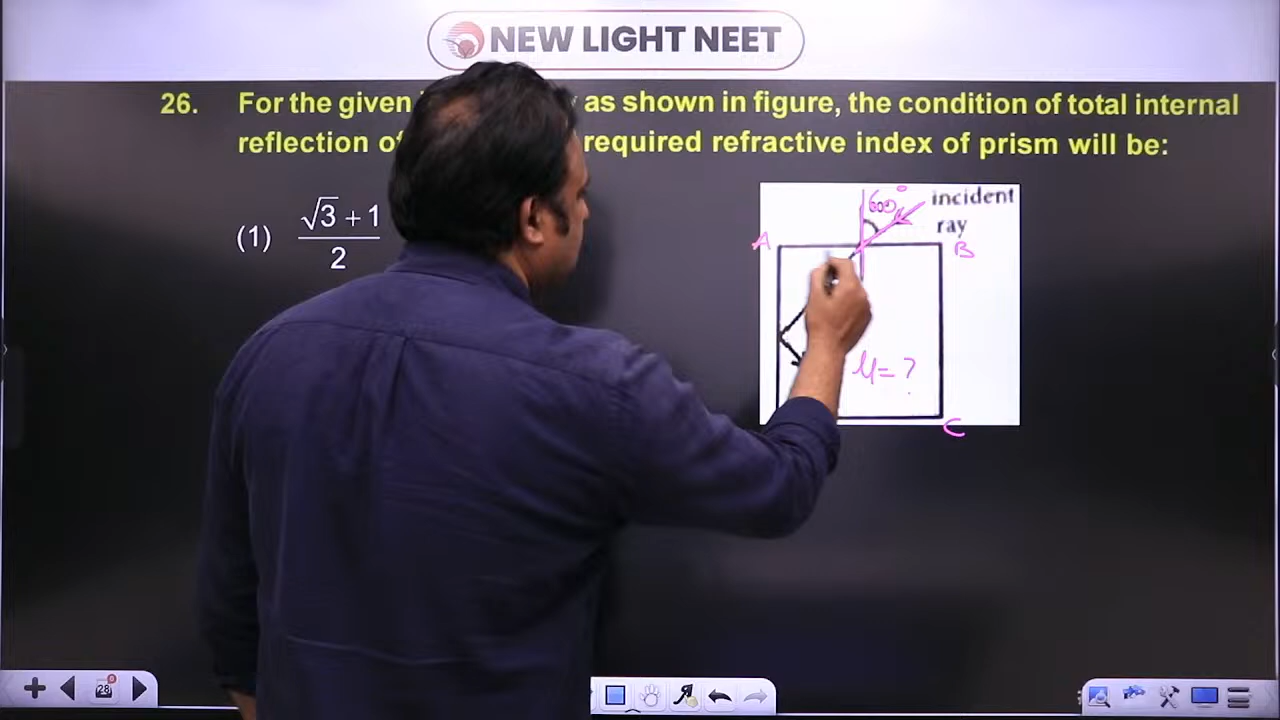 NEW LIGHT NEET
26. For the given as shown in figure, the condition of total internal
reflection of required refractive index of prism will be:
(1) √3 + 1
2
60°
incident
ray
A
B
μ = ?
C
28